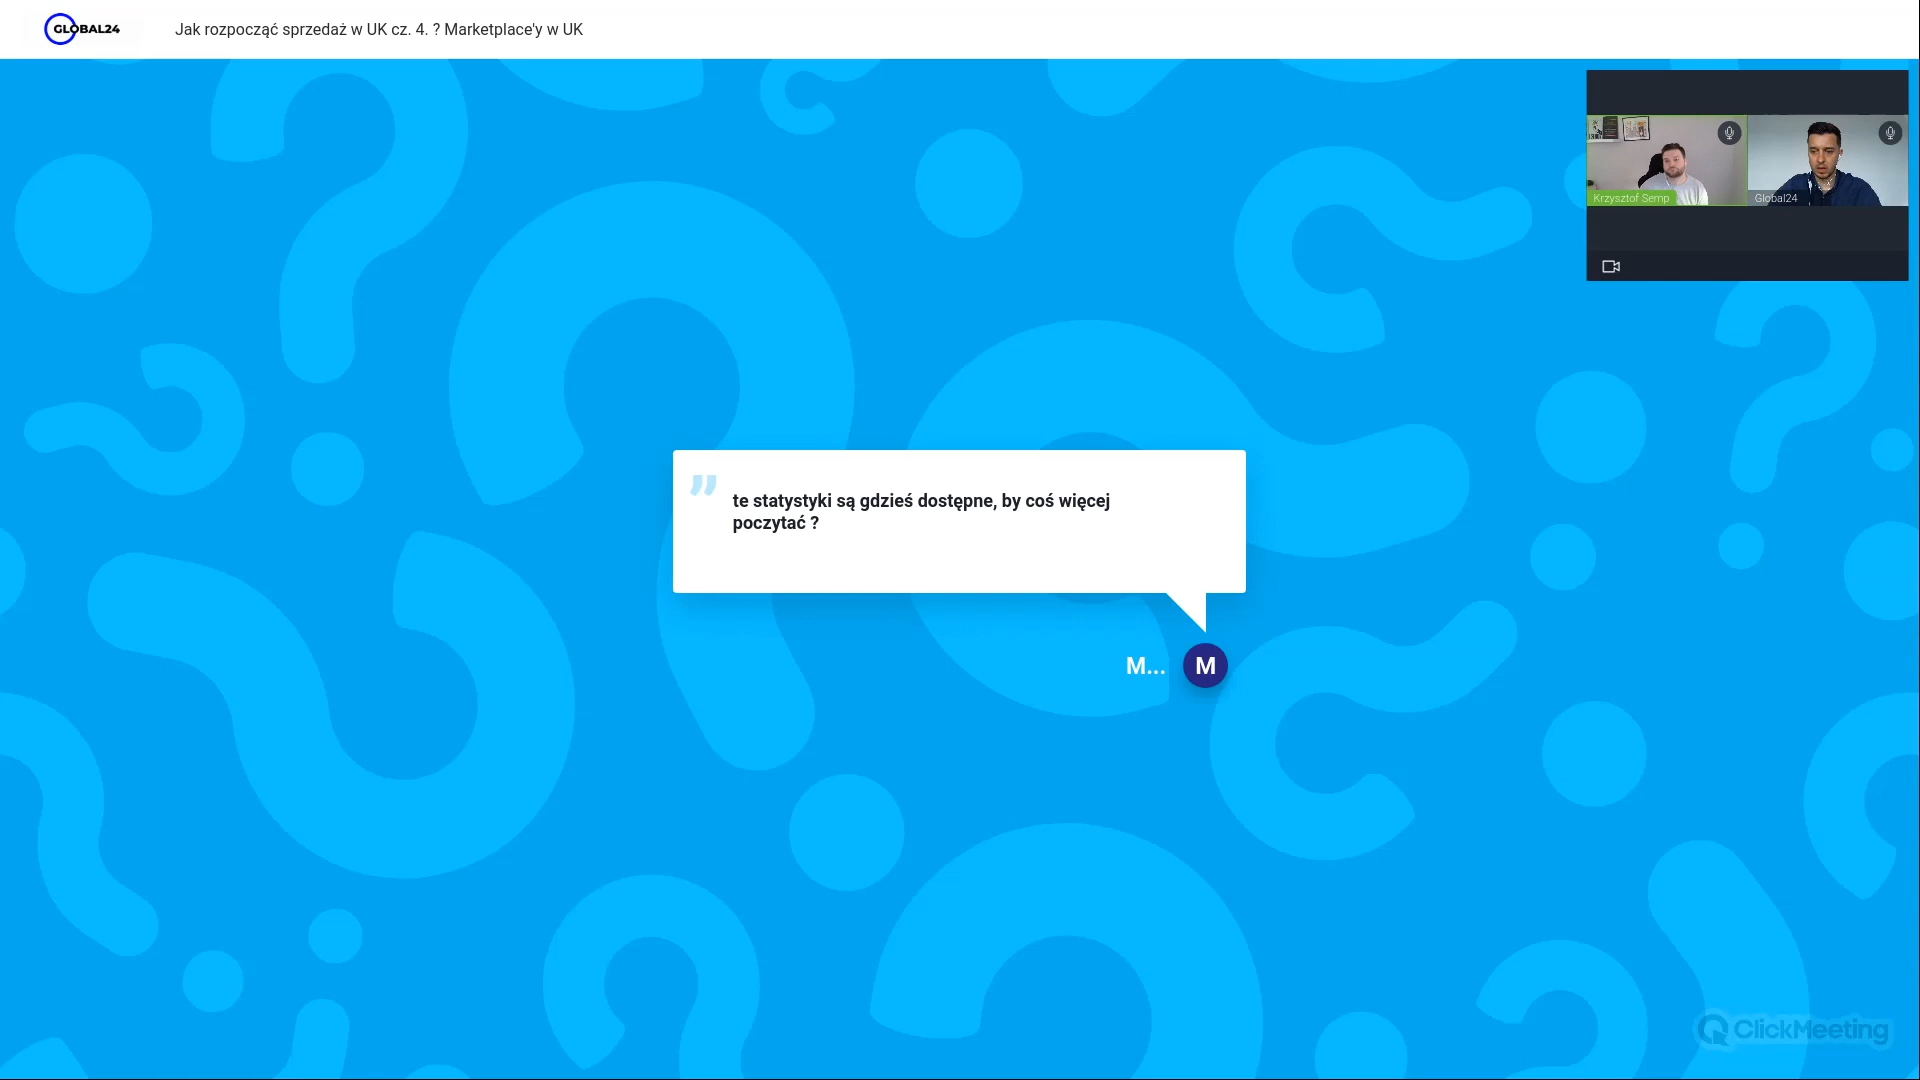 GLOBAL24
Jak rozpocząć sprzedaż w UK cz. 4. ? Marketplace'y w UK
Krzysztof Semp
Global24
te statystyki są gdzieś dostępne, by coś więcej
poczytać ?
M...
M
ClickMeeting